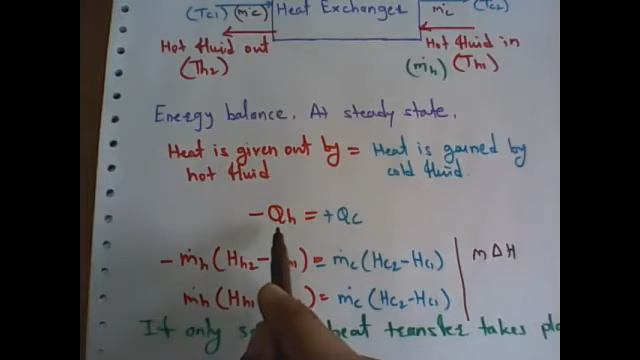 (Tc1) (ṁc) Heat Exchanger ṁc (Tc2)
Hot fluid out Hot fluid in
(Th2) (ṁh) (Th1)
Energy balance. At steady state.
Heat is given out by = Heat is gained by
hot fluid cold fluid.
- Qh = + Qc
- ṁh (Hh2 - H h1) = ṁc (Hc2 - Hc1) m ΔH
ṁh (Hh1 ) = ṁc (Hc2 - Hc1)
If only heat transfer takes